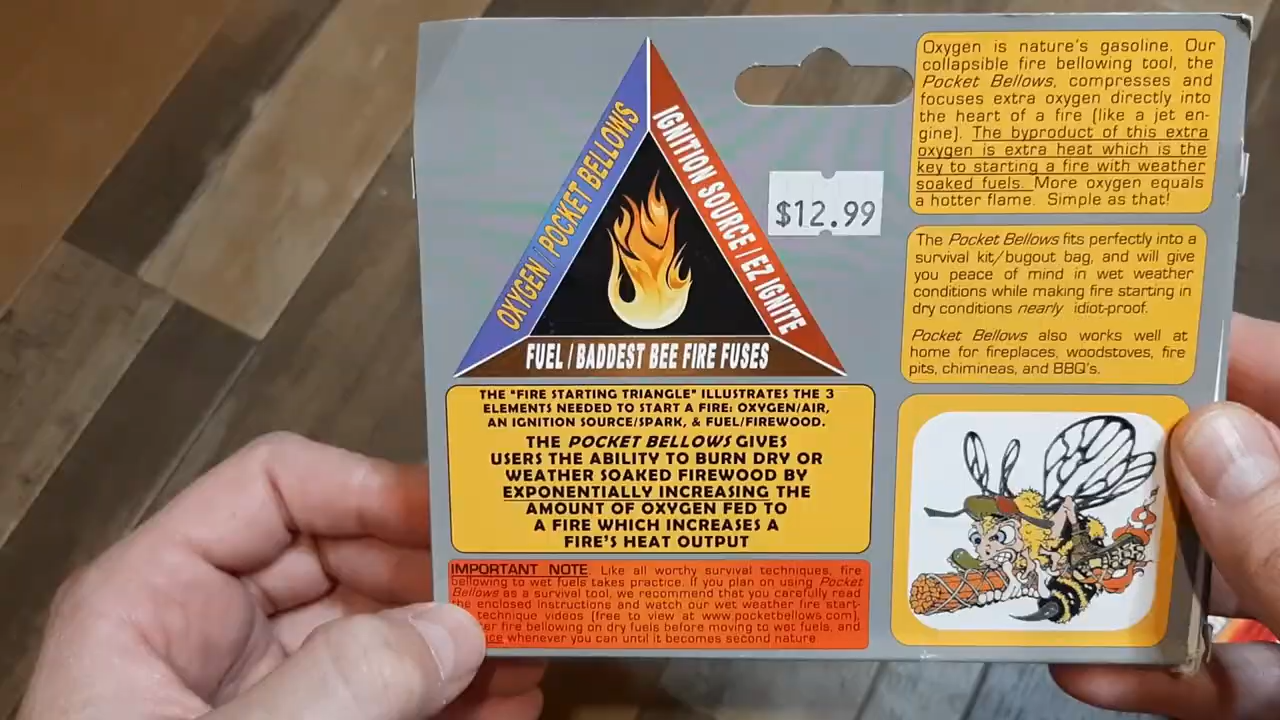 OXYGEN / POCKET BELLOWS
IGNITION SOURCE / EZ IGNITE
FUEL / BADDEST BEE FIRE FUSES
$12.99
THE "FIRE STARTING TRIANGLE" ILLUSTRATES THE 3
ELEMENTS NEEDED TO START A FIRE: OXYGEN/AIR,
AN IGNITION SOURCE/SPARK, & FUEL/FIREWOOD.
THE POCKET BELLOWS GIVES
USERS THE ABILITY TO BURN DRY OR
WEATHER SOAKED FIREWOOD BY
EXPONENTIALLY INCREASING THE
AMOUNT OF OXYGEN FED TO
A FIRE WHICH INCREASES A
FIRE'S HEAT OUTPUT
IMPORTANT NOTE: Like all worthy survival techniques, fire
bellowing to wet fuels takes practice. If you plan on using Pocket
Bellows as a survival tool, we recommend that you carefully read
the enclosed instructions and watch our wet weather fire start-
technique videos (free to view at www.pocketbellows.com),
fire bellowing on dry fuels before moving to wet fuels, and
whenever you can until it becomes second nature
Oxygen is nature's gasoline. Our
collapsible fire bellowing tool, the
Pocket Bellows, compresses and
focuses extra oxygen directly into
the heart of a fire (like a jet en-
gine). The byproduct of this extra
oxygen is extra heat which is the
key to starting a fire with weather
soaked fuels. More oxygen equals
a hotter flame. Simple as that!
The Pocket Bellows fits perfectly into a
survival kit/bugout bag, and will give
you peace of mind in wet weather
conditions while making fire starting in
dry conditions nearly idiot-proof.
Pocket Bellows also works well at
home for fireplaces, woodstoves, fire
pits, chimineas, and BBQ's.